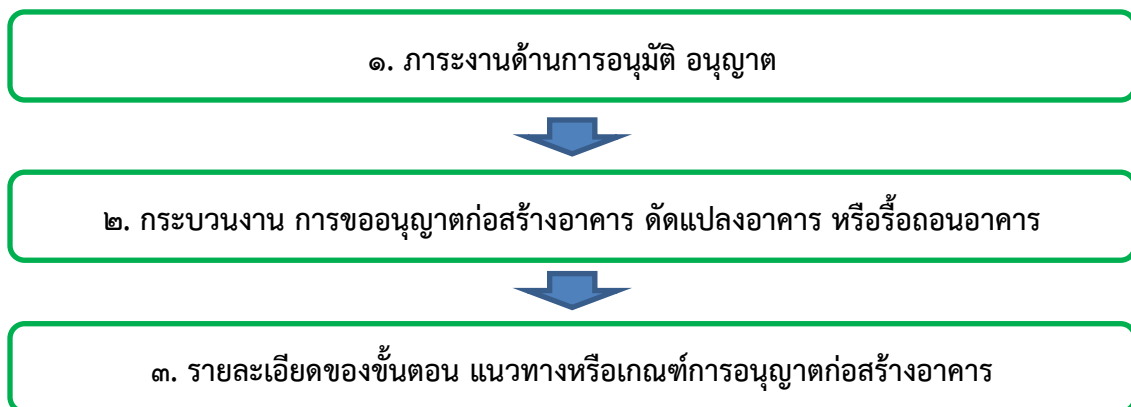 ๑. ภาระงานด้านการอนุมัติ อนุญาต
๒. กระบวนงาน การขออนุญาตก่อสร้างอาคาร ดัดแปลงอาคาร หรือรื้อถอนอาคาร
๓. รายละเอียดของขั้นตอน แนวทางหรือเกณฑ์การอนุญาตก่อสร้างอาคาร